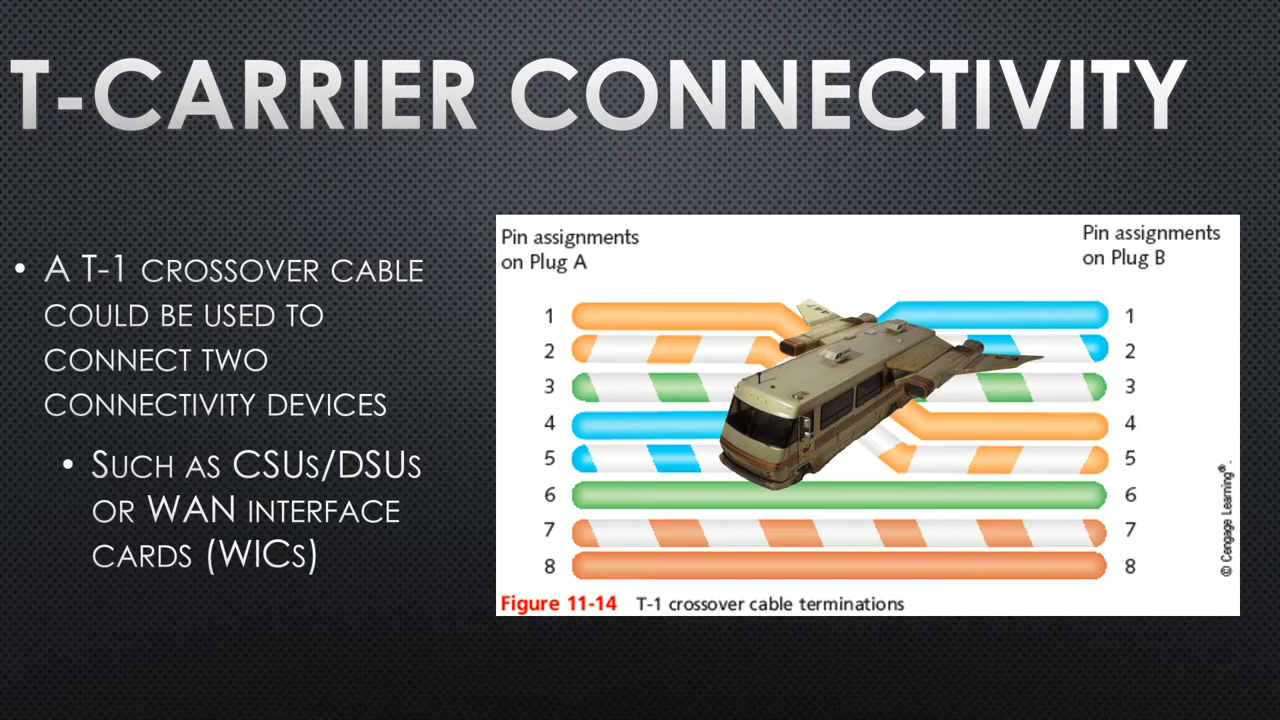 T-CARRIER CONNECTIVITY
• A T-1 CROSSOVER CABLE
COULD BE USED TO
CONNECT TWO
CONNECTIVITY DEVICES
• SUCH AS CSUS/DSUS
OR WAN INTERFACE
CARDS (WICS)
Pin assignments
on Plug A
Pin assignments
on Plug B
1 1
2 2
3 3
4 4
5 5
6 6
7 7
8 8
© Cengage Learning®.
Figure 11-14 T-1 crossover cable terminations